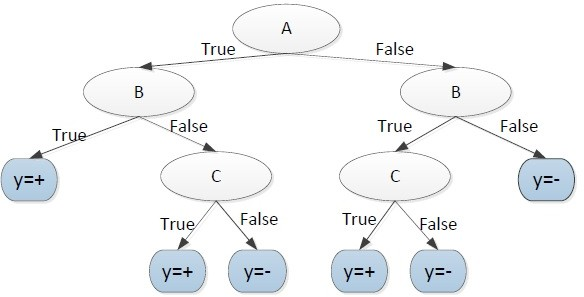 A
True False
B B
True False True False
y=+ C C y=-
True False True False
y=+ y=- y=+ y=-